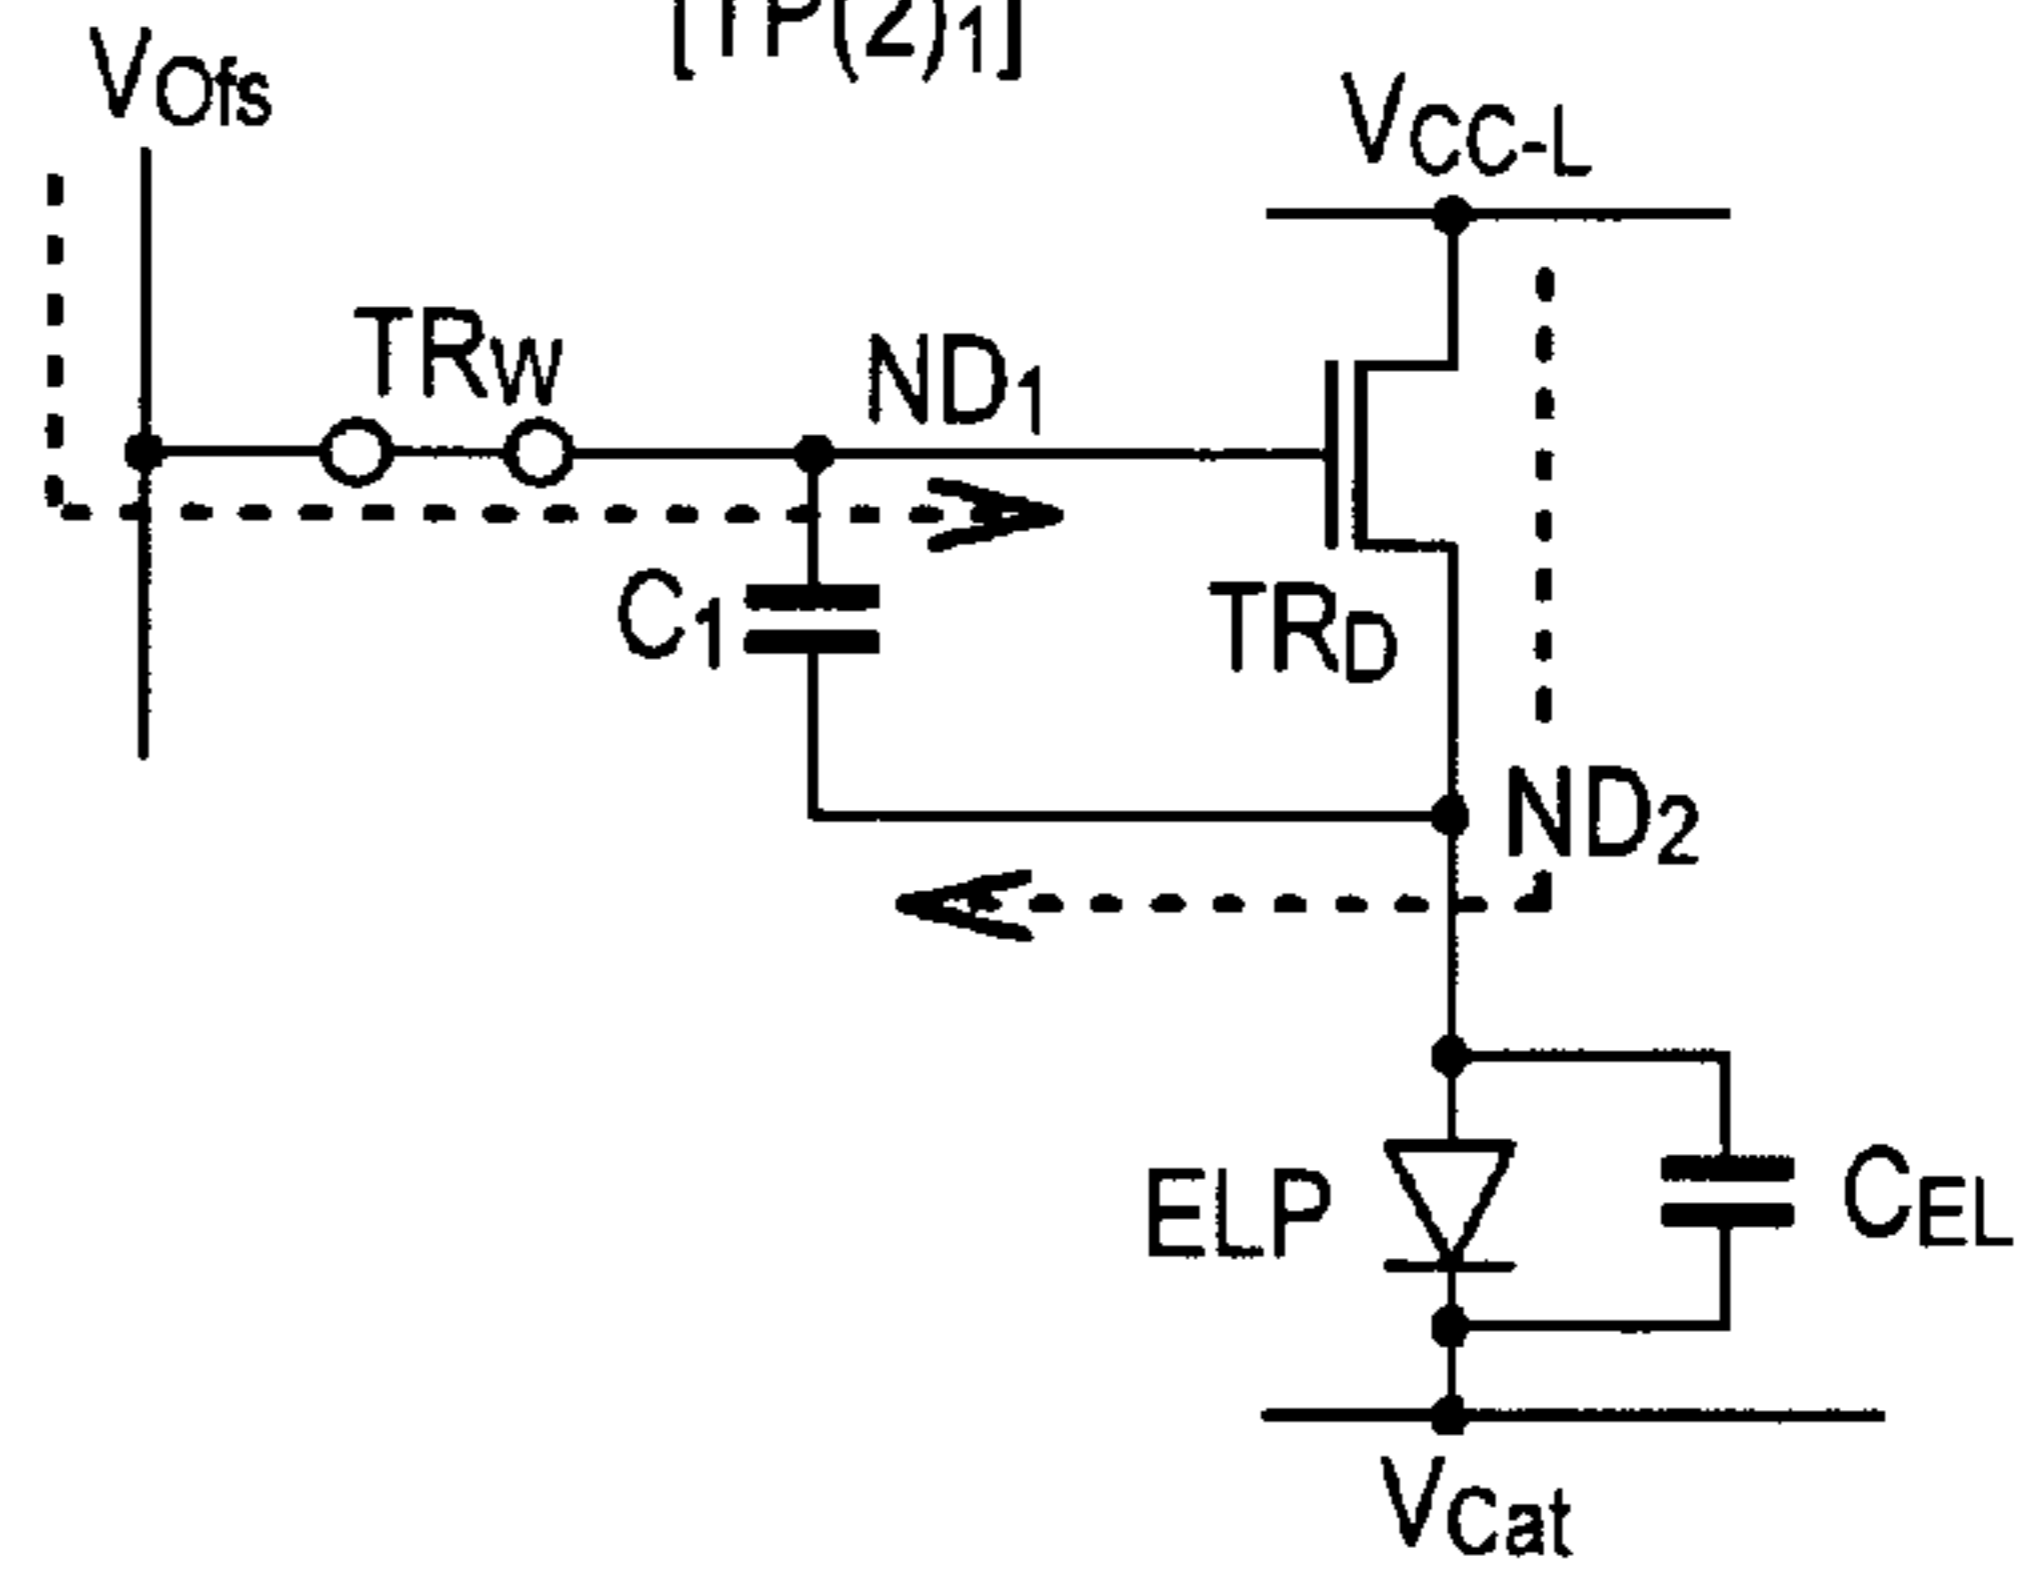 [TP(2)1]
VOfs
VCC-L
TRW
ND1
C1
TRD
ND2
ELP
CEL
VCat